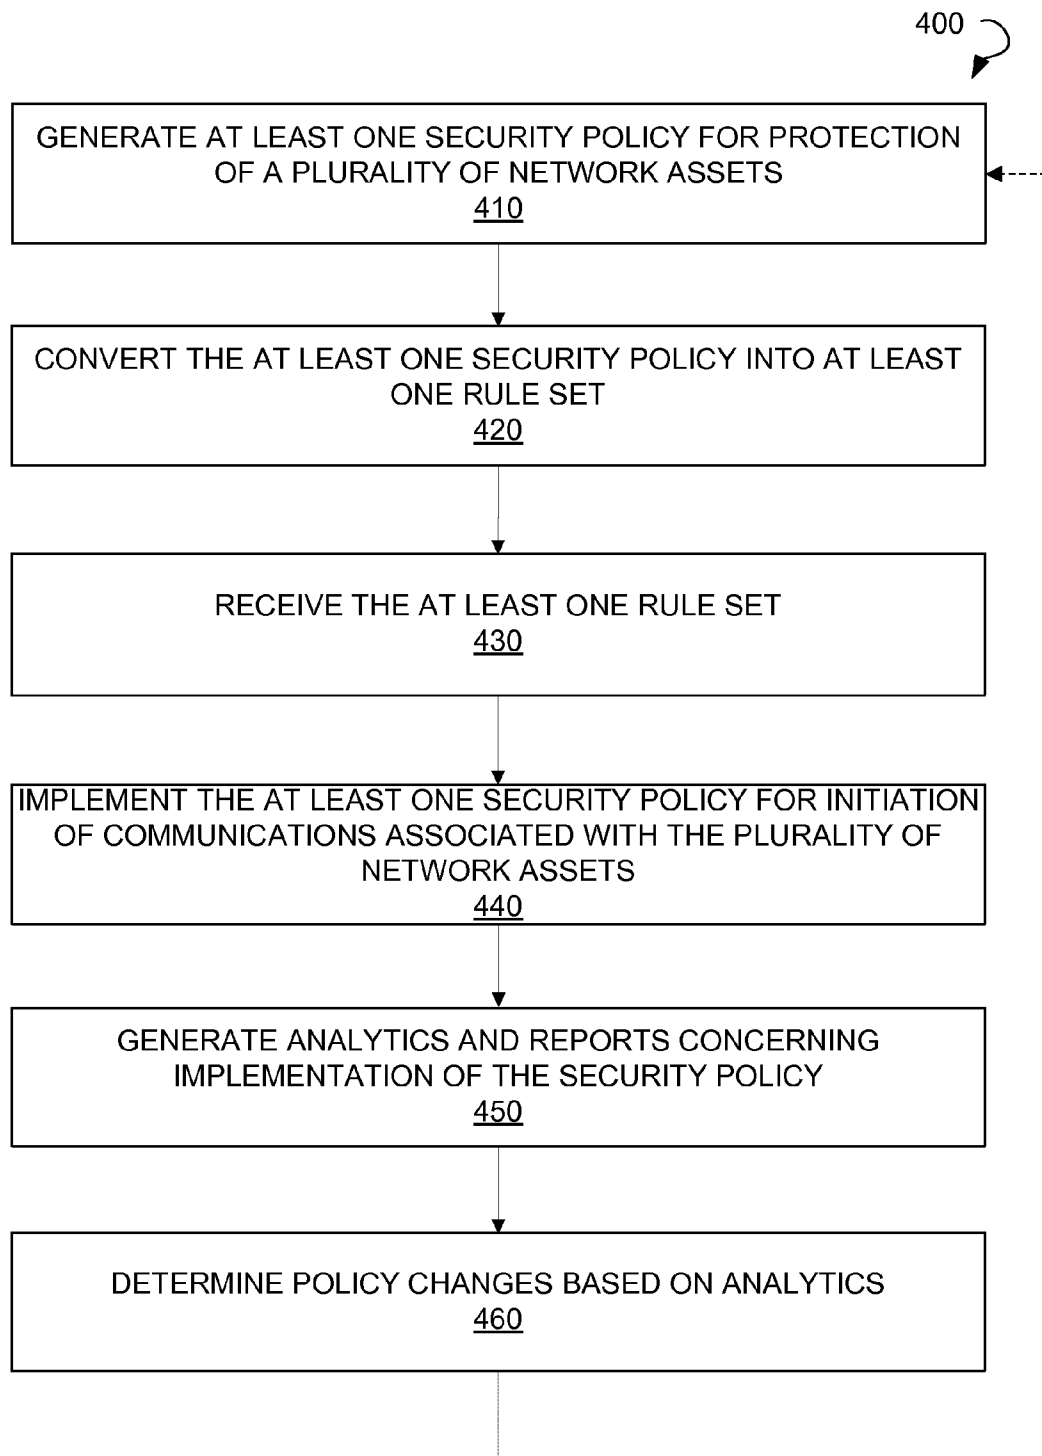 400
GENERATE AT LEAST ONE SECURITY POLICY FOR PROTECTION
OF A PLURALITY OF NETWORK ASSETS
410
CONVERT THE AT LEAST ONE SECURITY POLICY INTO AT LEAST
ONE RULE SET
420
RECEIVE THE AT LEAST ONE RULE SET
430
IMPLEMENT THE AT LEAST ONE SECURITY POLICY FOR INITIATION
OF COMMUNICATIONS ASSOCIATED WITH THE PLURALITY OF
NETWORK ASSETS
440
GENERATE ANALYTICS AND REPORTS CONCERNING
IMPLEMENTATION OF THE SECURITY POLICY
450
DETERMINE POLICY CHANGES BASED ON ANALYTICS
460